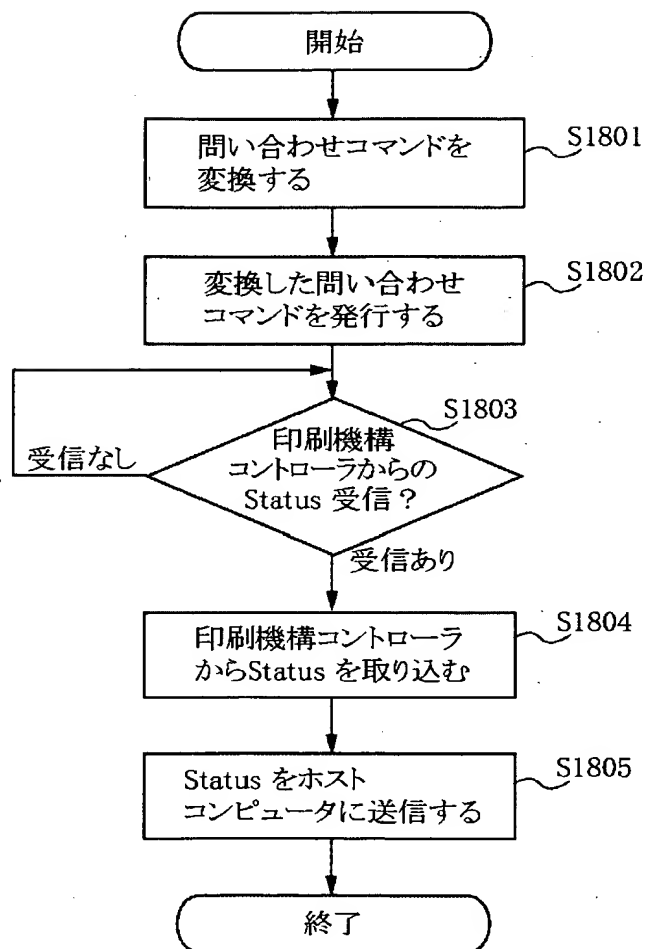 開始
問い合わせコマンドを
変換する
S1801
変換した問い合わせ
コマンドを発行する
S1802
S1803
印刷機構
コントローラからの
Status 受信？
受信なし
受信あり
印刷機構コントローラ
からStatus を取り込む
S1804
Status をホスト
コンピュータに送信する
S1805
終了